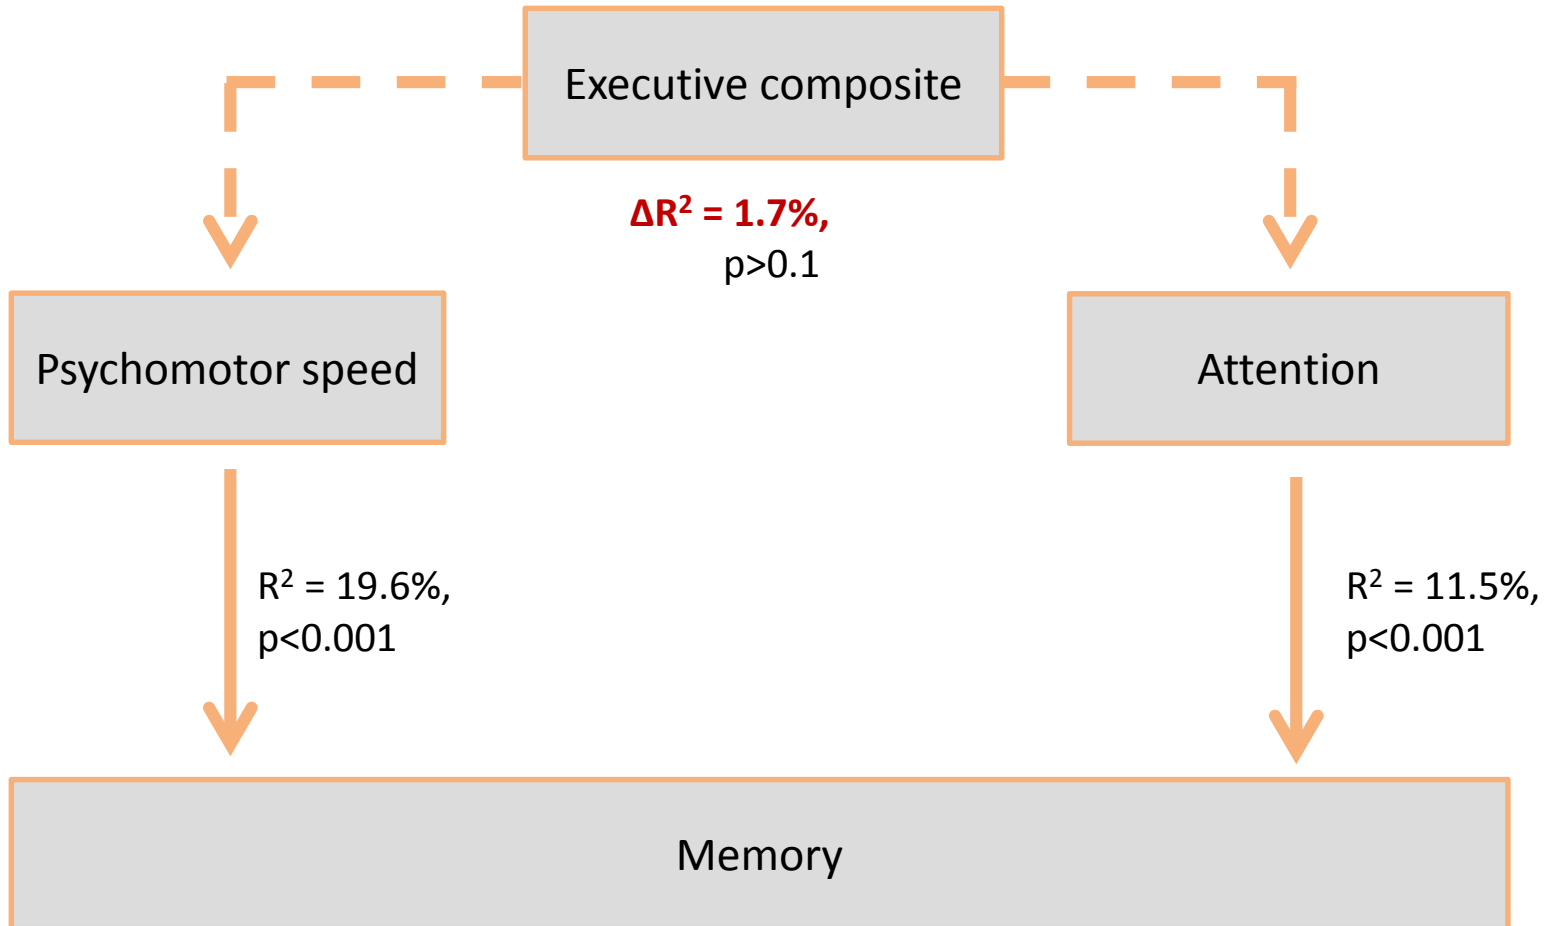 Executive composite
ΔR² = 1.7%,
p>0.1
Psychomotor speed
Attention
R² = 19.6%,
p<0.001
R² = 11.5%,
p<0.001
Memory